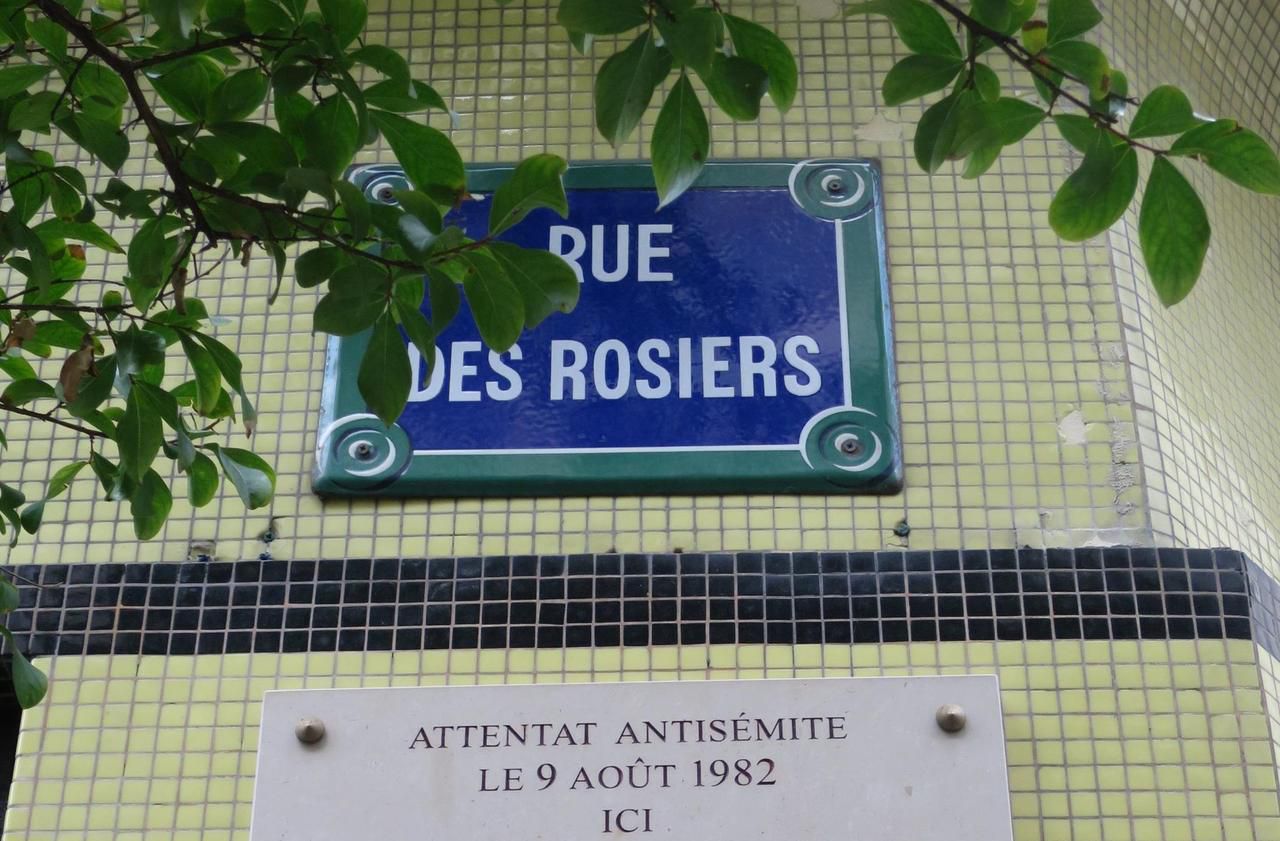 RUE
DES ROSIERS
ATTENTAT ANTISÉMITE
LE 9 AOÛT 1982
ICI